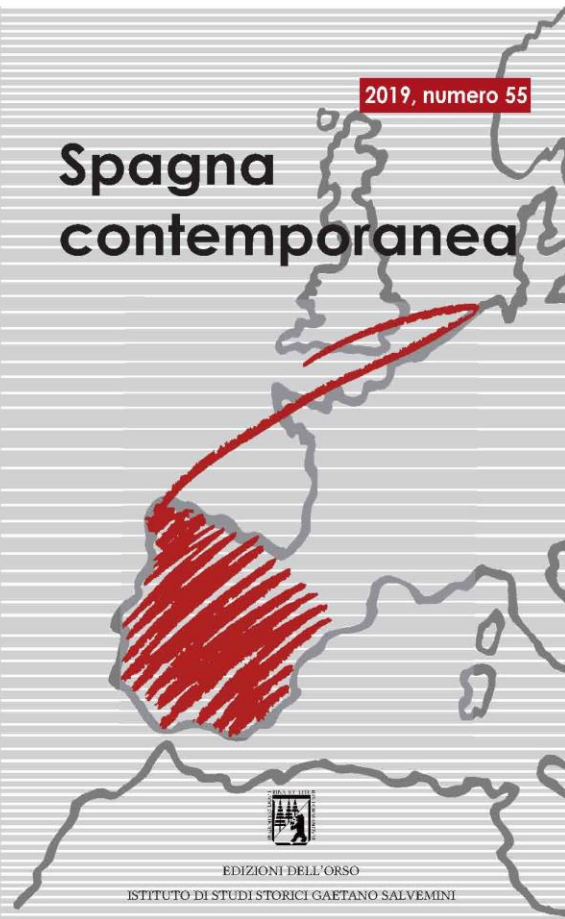 2019, numero 55
Spagna
contemporanea
EDIZIONI DELL'ORSO
ISTITUTO DI STUDI STORICI GAETANO SALVEMINI